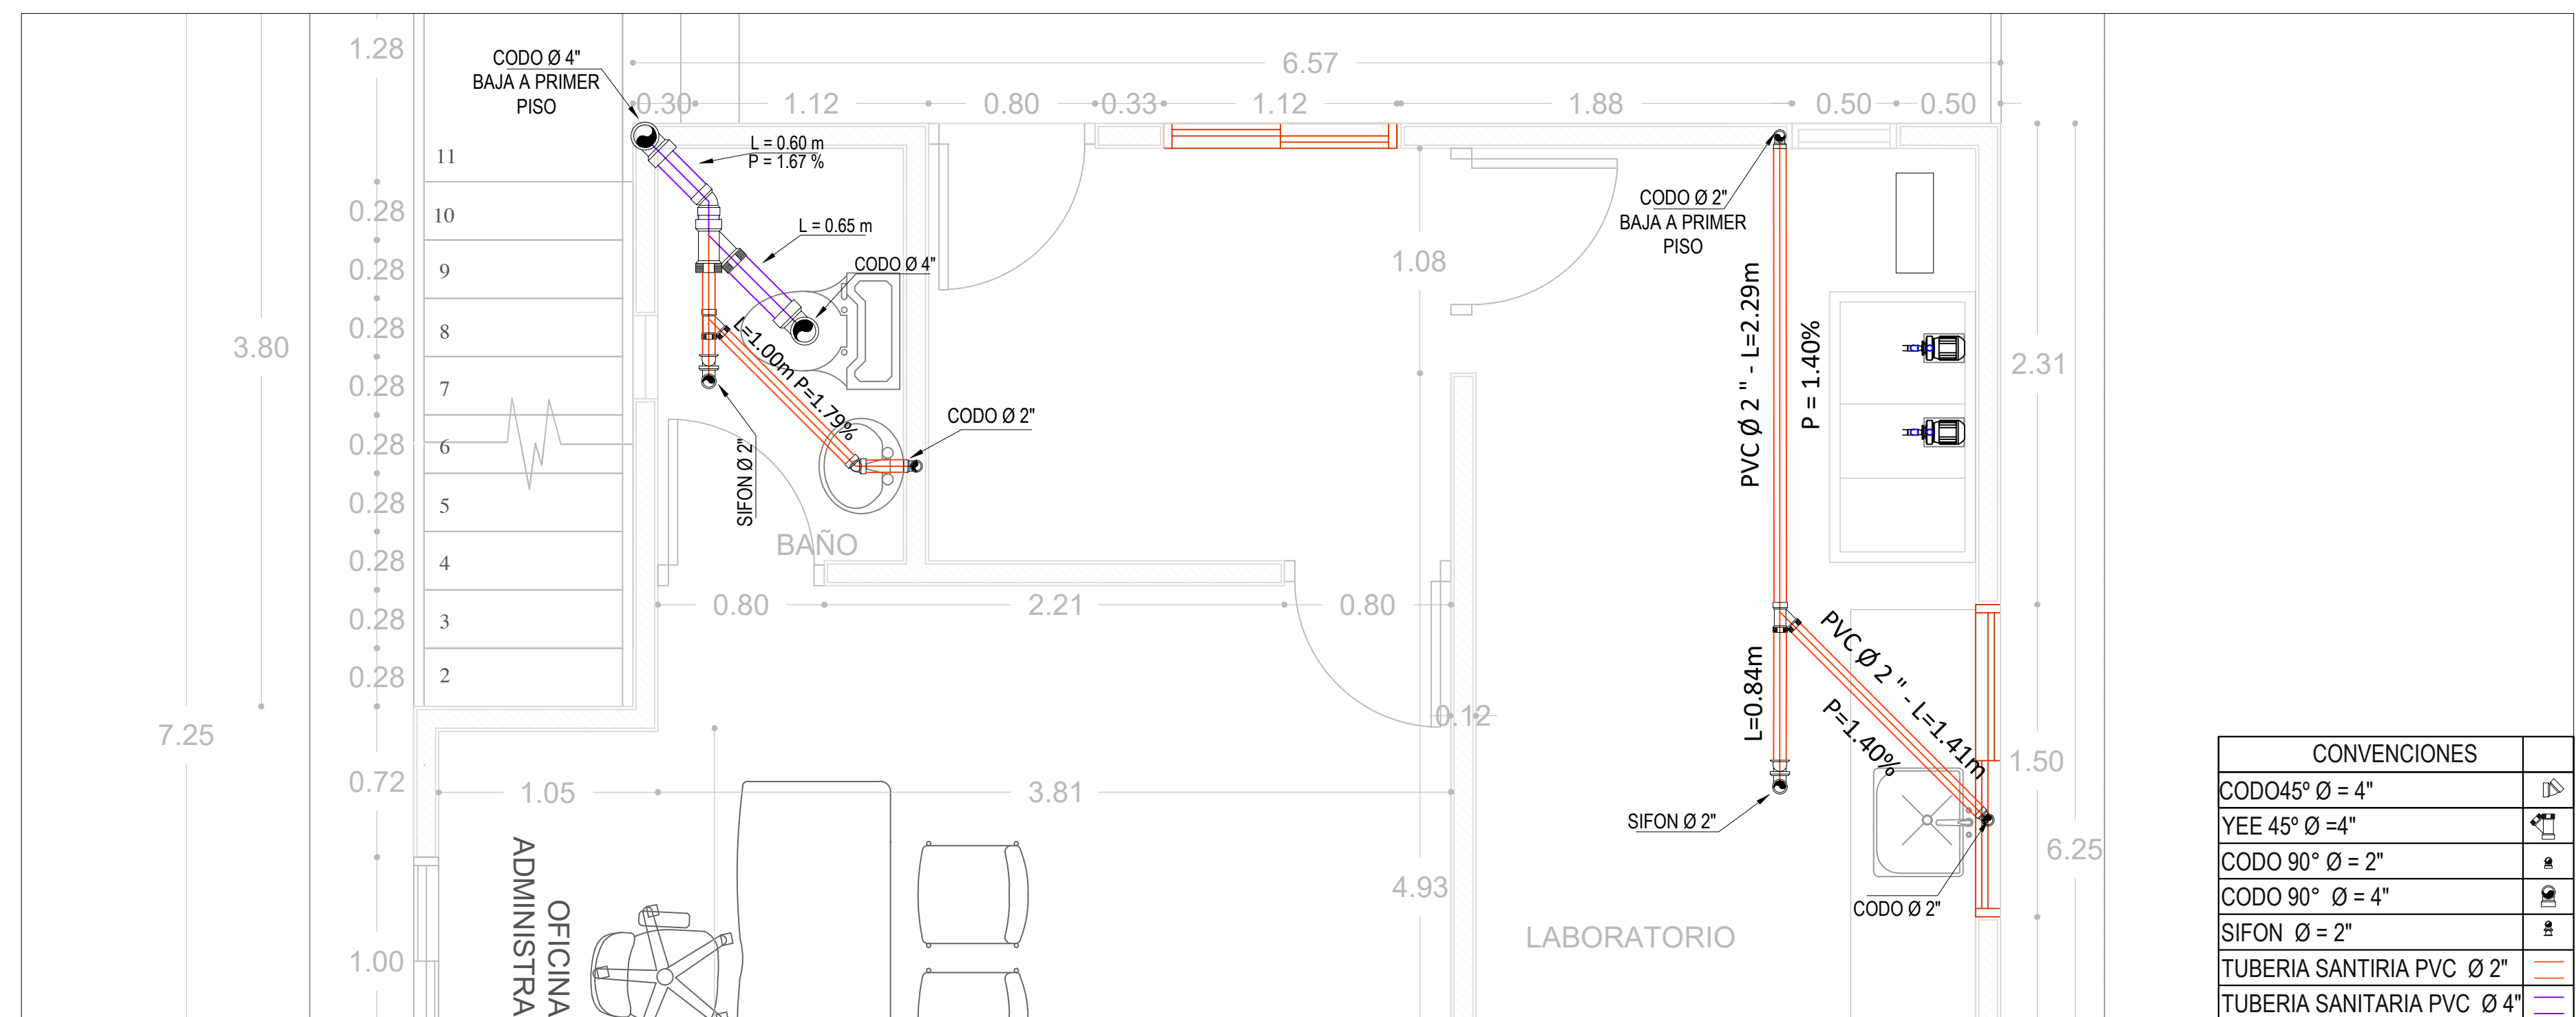 1.28
CODO Ø 4"
BAJA A PRIMER
PISO
6.57
0.30
1.12
0.80
0.33
1.12
1.88
0.50
0.50
L = 0.60 m
P = 1.67 %
11
10
9
8
7
6
5
4
3
2
0.28
0.28
0.28
0.28
0.28
0.28
0.28
0.28
0.28
3.80
7.25
0.72
1.00
L = 0.65 m
CODO Ø 4"
L=1.00m P=1.79%
CODO Ø 2"
SIFON Ø 2"
BAÑO
0.80
2.21
0.80
1.08
CODO Ø 2"
BAJA A PRIMER
PISO
PVC Ø 2 " - L=2.29m
P = 1.40%
2.31
0.12
L=0.84m
PVC Ø 2 " - L=1.41m
P=1.40%
1.50
6.25
1.05
3.81
4.93
SIFON Ø 2"
CODO Ø 2"
LABORATORIO
OFICINA
ADMINISTRA
CONVENCIONES
CODO45º Ø = 4"
YEE 45º Ø =4"
CODO 90° Ø = 2"
CODO 90° Ø = 4"
SIFON Ø = 2"
TUBERIA SANTIRIA PVC Ø 2"
TUBERIA SANITARIA PVC Ø 4"